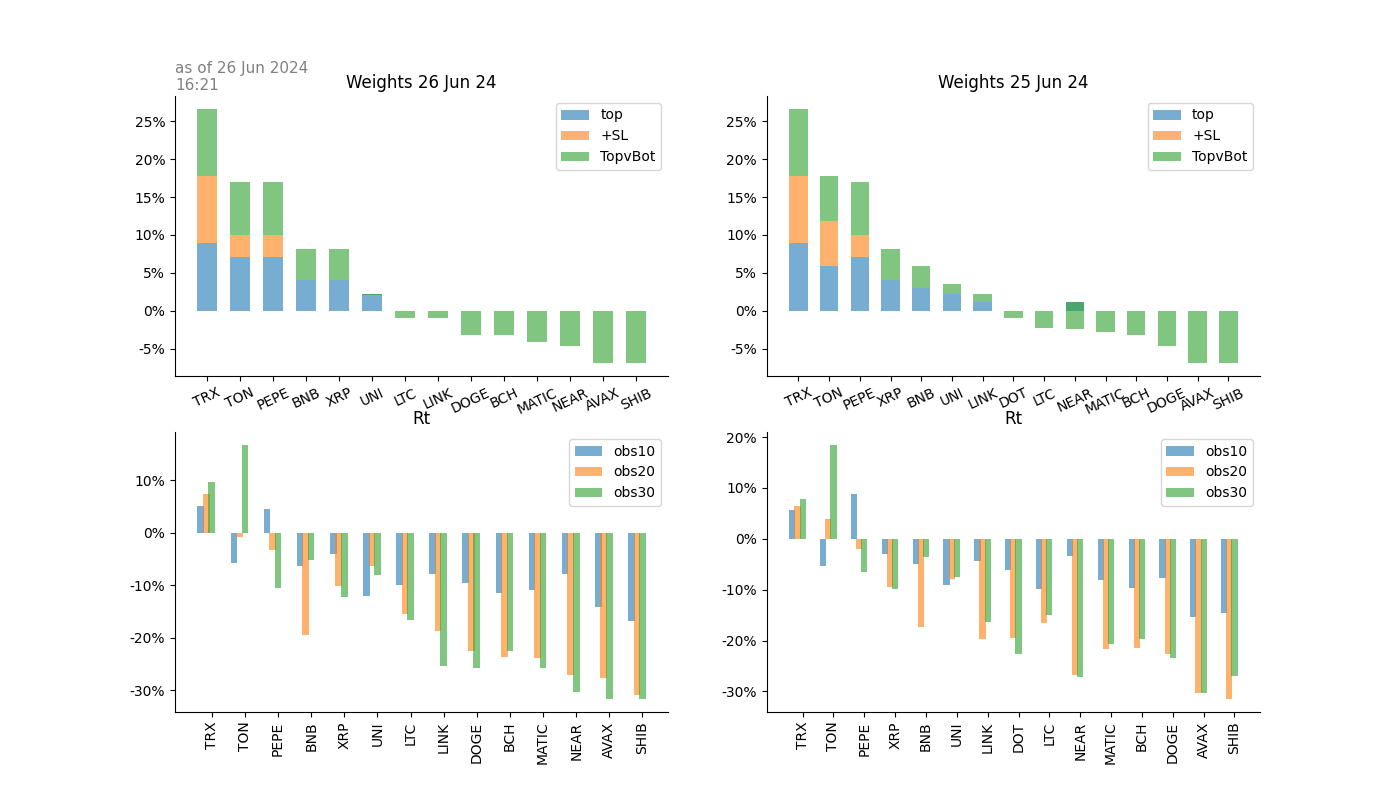 as of 26 Jun 2024
16:21
Weights 26 Jun 24
25%
20%
15%
10%
5%
0%
-5%
top
+SL
TopvBot
TRX TON PEPE BNB XRP UNI LTC LINK DOGE BCH MATIC NEAR AVAX SHIB
Weights 25 Jun 24
25%
20%
15%
10%
5%
0%
-5%
top
+SL
TopvBot
TRX TON PEPE XRP BNB UNI LINK DOT LTC NEAR MATIC BCH DOGE AVAX SHIB
Rt
10%
0%
-10%
-20%
-30%
obs10
obs20
obs30
TRX TON PEPE BNB XRP UNI LTC LINK DOGE BCH MATIC NEAR AVAX SHIB
Rt
20%
10%
0%
-10%
-20%
-30%
obs10
obs20
obs30
TRX TON PEPE XRP BNB UNI LINK DOT LTC NEAR MATIC BCH DOGE AVAX SHIB